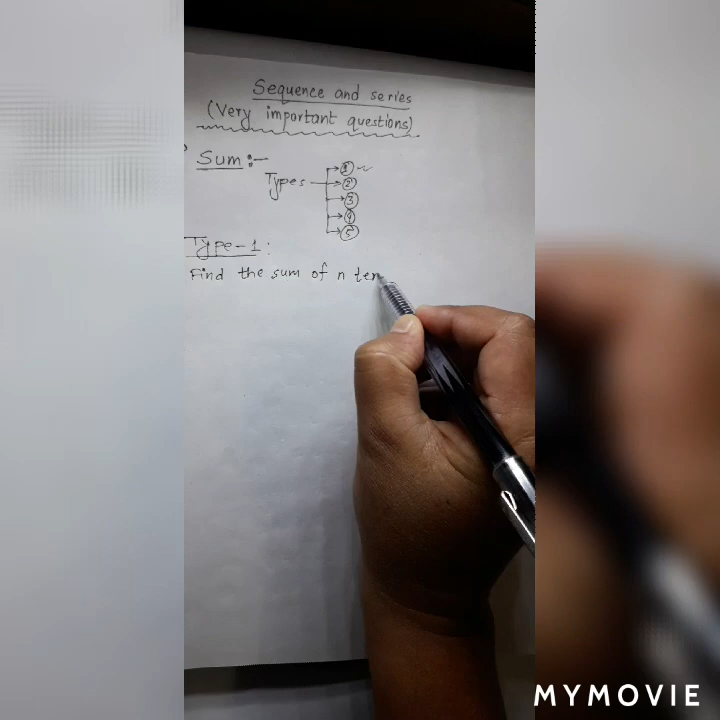 Sequence and series
(Very important questions)
Sum :-
Types
1
2
3
4
5
Type-1:
Find the sum of n ter
MYMOVIE